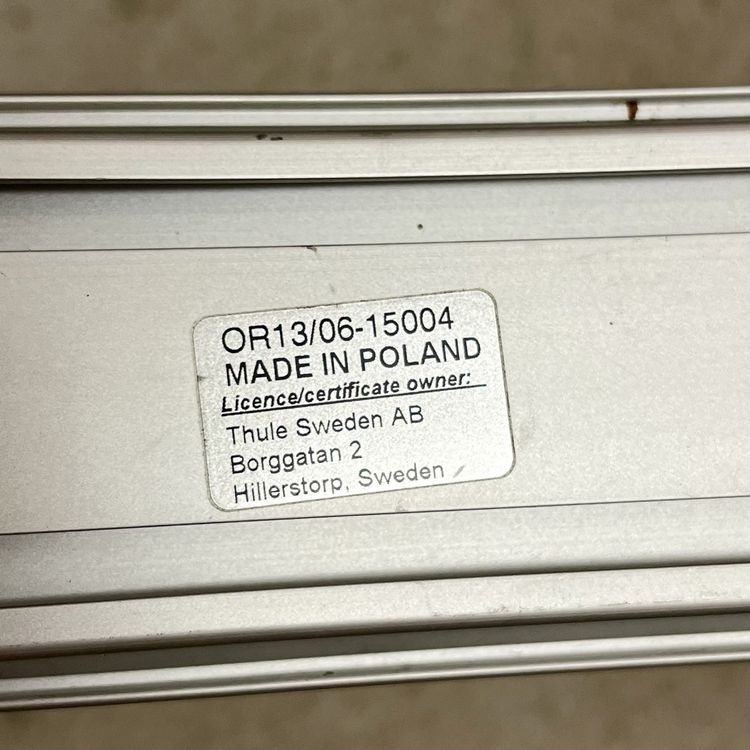 OR13/06-15004
MADE IN POLAND
Licence/certificate owner:
Thule Sweden AB
Borggatan 2
Hillerstorp, Sweden